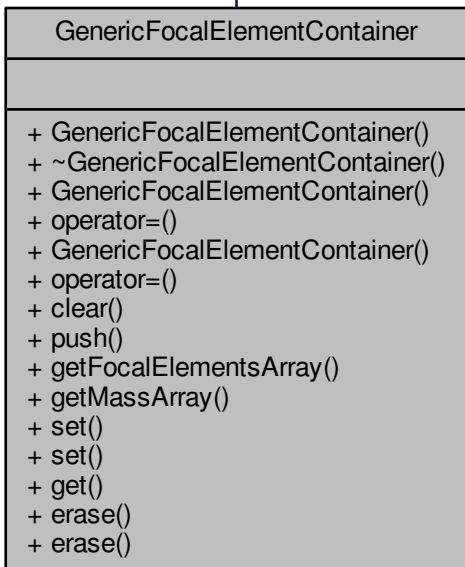 GenericFocalElementContainer
+ GenericFocalElementContainer()
+ ~GenericFocalElementContainer()
+ GenericFocalElementContainer()
+ operator=()
+ GenericFocalElementContainer()
+ operator=()
+ clear()
+ push()
+ getFocalElementsArray()
+ getMassArray()
+ set()
+ set()
+ get()
+ erase()
+ erase()